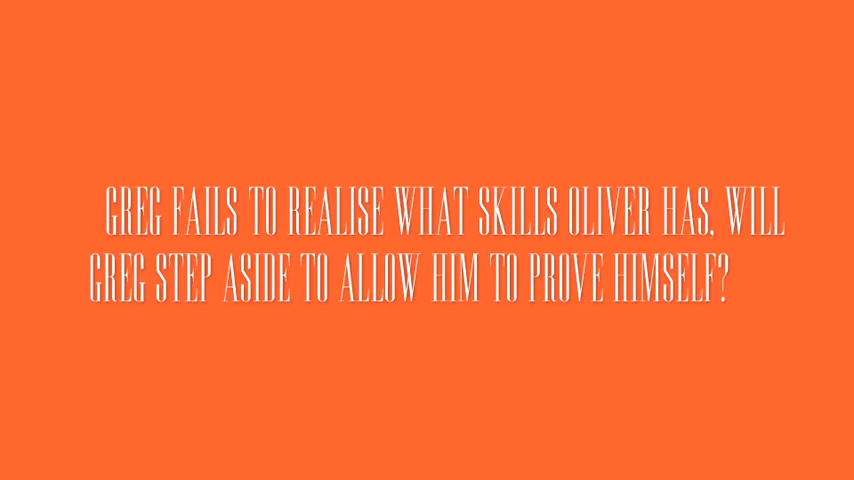 GREG FAILS TO REALISE WHAT SKILLS OLIVER HAS, WILL
GREG STEP ASIDE TO ALLOW HIM TO PROVE HIMSELF?